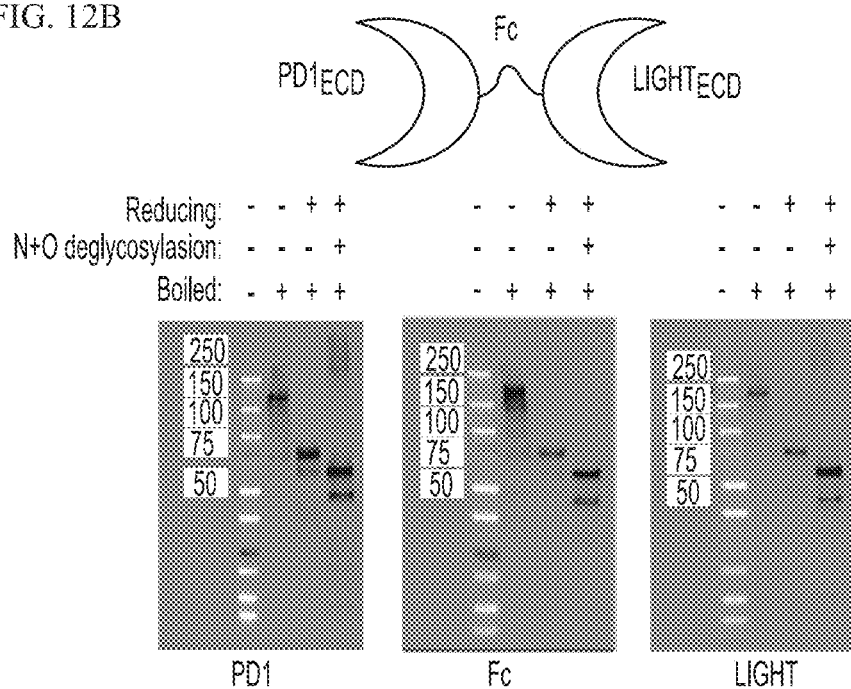 FIG. 12B
Fc
PD1ECD
LIGHTECD
Reducing: - - + + - - + + - - + +
N+O deglycosylasion: - - - + - - - + - - - +
Boiled: - + + + - + + + - + + +
250 250 250
150 150 150
100 100 100
75 75 75
50 50 50
PD1 Fc LIGHT